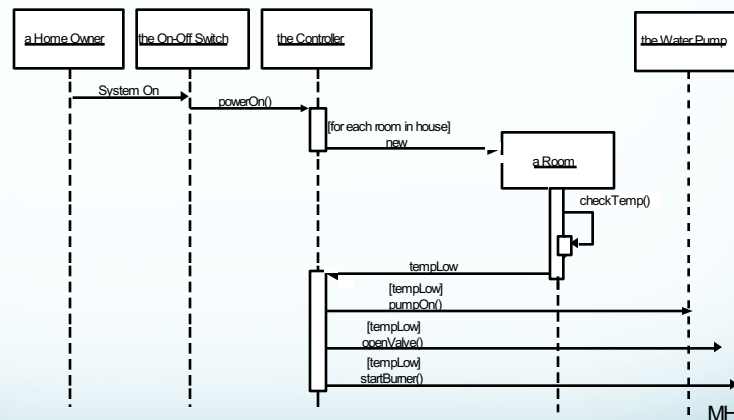 a Home Owner
the On-Off Switch
the Controller
the Water Pump
System On
powerOn()
[for each room in house]
new
a Room
checkTemp()
tempLow
[tempLow]
pumpOn()
[tempLow]
openValve()
[tempLow]
startBurner()
MH